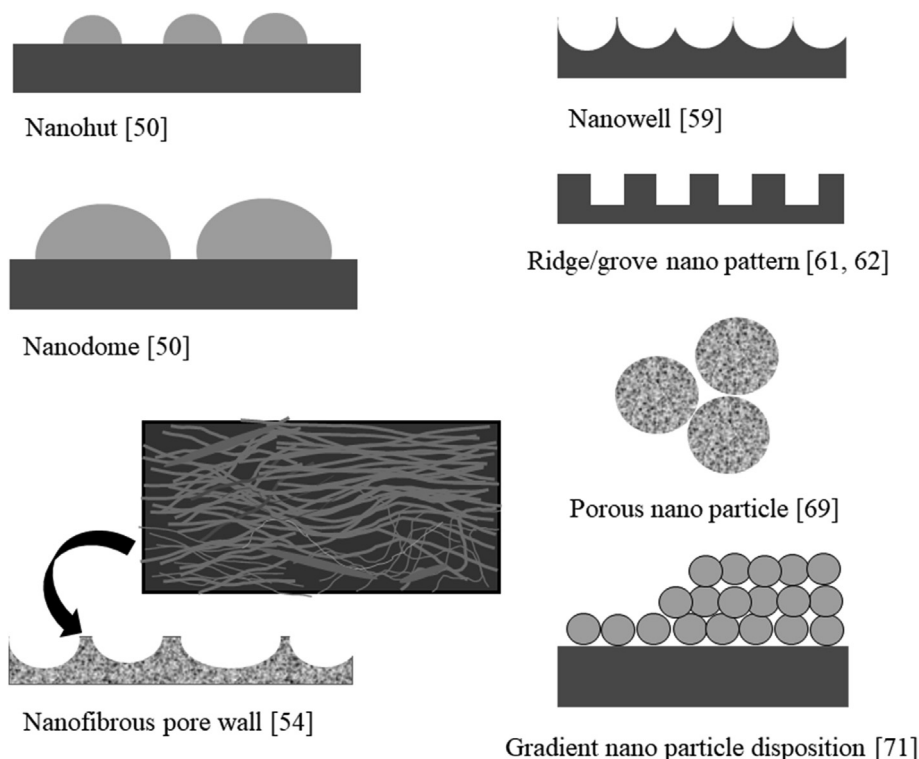 Nanohut [50]
Nanowell [59]
Ridge/grove nano pattern [61, 62]
Nanodome [50]
Porous nano particle [69]
Nanofibrous pore wall [54]
Gradient nano particle disposition [71]